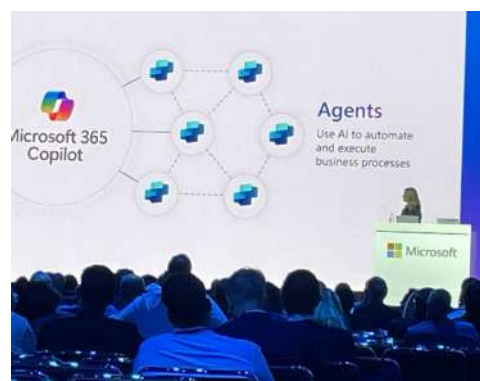 Microsoft 365
Copilot
Agents
Use AI to automate
and execute
business processes
Microsoft